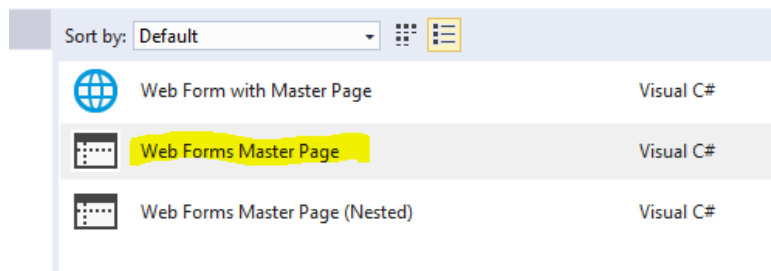 Sort by: Default
Web Form with Master Page Visual C#
Web Forms Master Page Visual C#
Web Forms Master Page (Nested) Visual C#